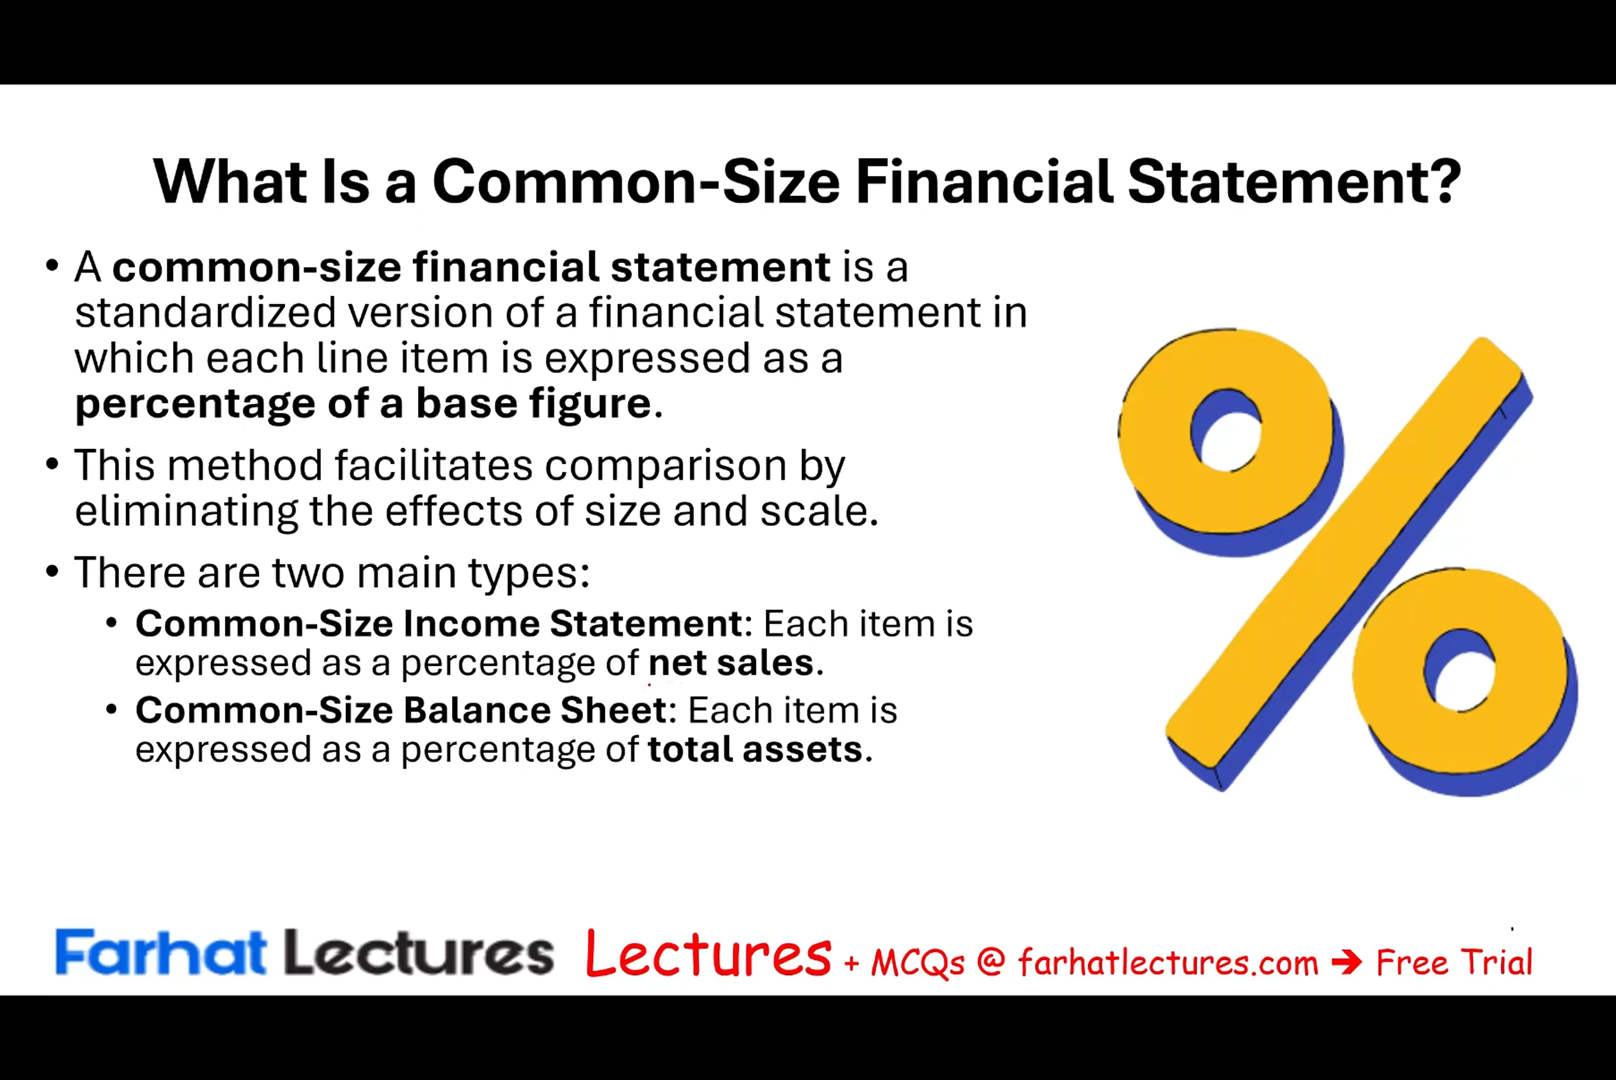 What Is a Common-Size Financial Statement?
• A common-size financial statement is a
standardized version of a financial statement in
which each line item is expressed as a
percentage of a base figure.
• This method facilitates comparison by
eliminating the effects of size and scale.
• There are two main types:
• Common-Size Income Statement: Each item is
expressed as a percentage of net sales.
• Common-Size Balance Sheet: Each item is
expressed as a percentage of total assets.
%
Farhat Lectures Lectures + MCQs @ farhatlectures.com ➔ Free Trial